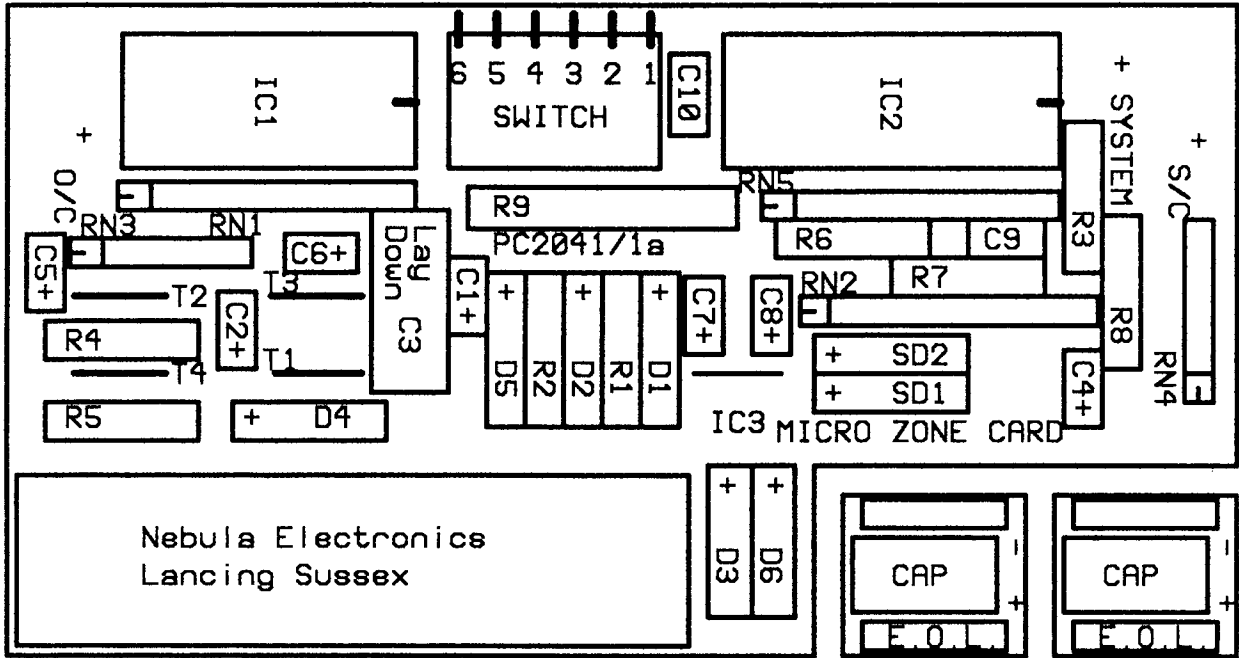 IC1
6 5 4 3 2 1
SWITCH
C10
IC2
+ SYSTEM
+
O/C
+ S/C
RN3
RN1
R9
RN5
PC2041/1a
R6
C9
R3
C5+
C6+
Lay
Down C3
C1+
T2
T3
C2+
R7
RN2
R8
R4
T4
T1
+ D5
R2
+ D2
R1
+ D1
C7+
C8+
+ SD2
+ SD1
C4+
RN4
R5
+ D4
IC3
MICRO ZONE CARD
Nebula Electronics
Lancing Sussex
+ D3
+ D6
CAP
- +
E.O.L.
CAP
- +
E.O.L.